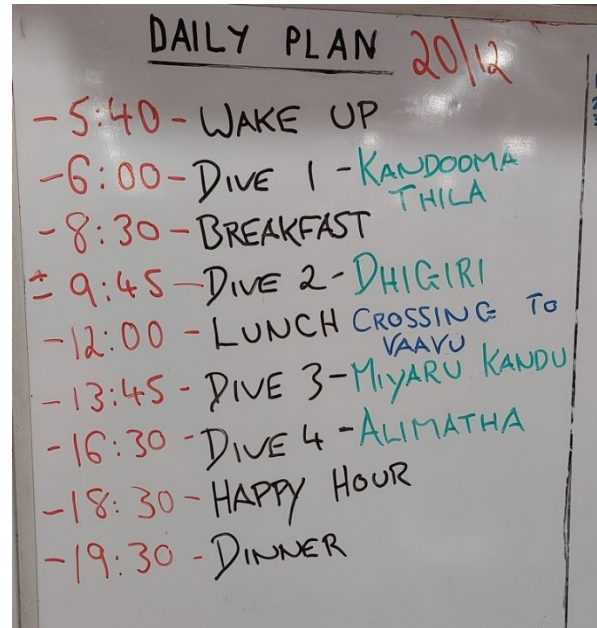 DAILY PLAN 20/12
-5:40-WAKE UP
-6:00-DIVE 1-KANDOOMA
THILA
-8:30-BREAKFAST
± 9:45-DIVE 2-DHIGIRI
-12:00-LUNCH CROSSING TO
VAAVU
-13:45-DIVE 3-MIYARU KANDU
-16:30-DIVE 4-ALIMATHA
-18:30-HAPPY HOUR
-19:30-DINNER